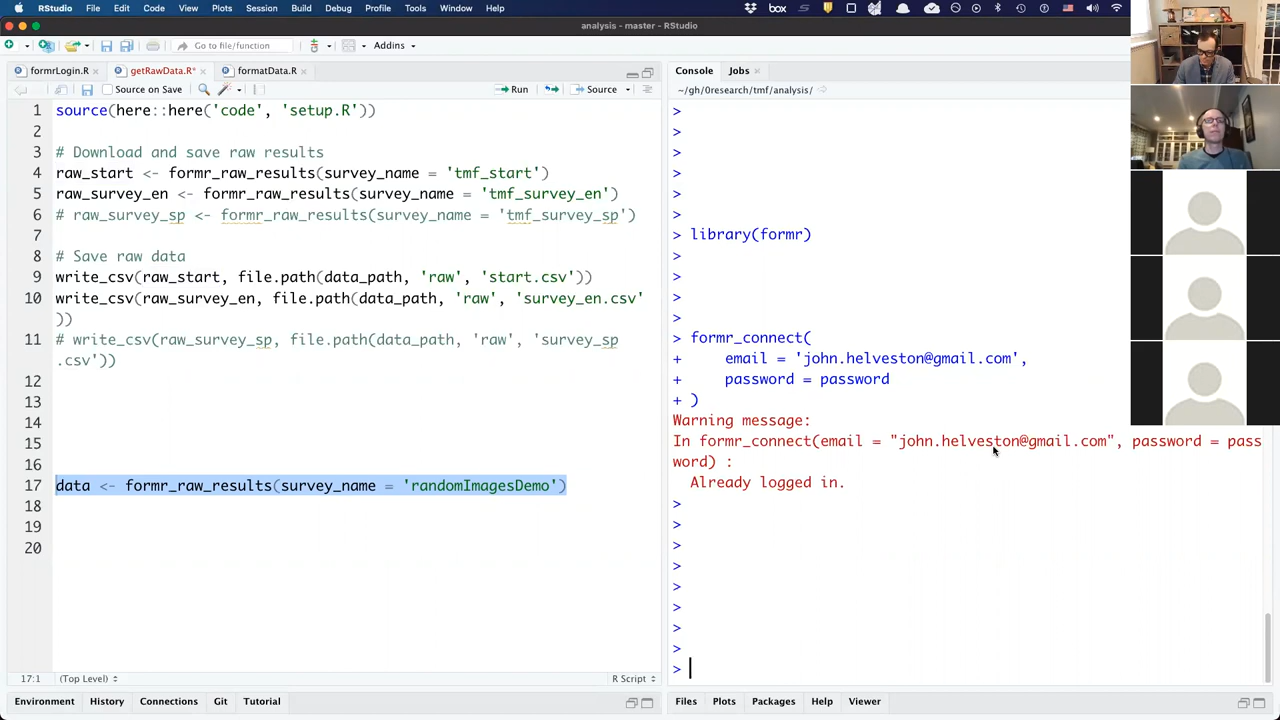 RStudio File Edit Code View Plots Session Build Debug Profile Tools Window Help
box
analysis - master - RStudio
Go to file/function
Addins
formrLogin.R
getRawData.R*
formatData.R
Source on Save
Run
Source
1 source(here::here('code', 'setup.R'))
2
3 # Download and save raw results
4 raw_start <- formr_raw_results(survey_name = 'tmf_start')
5 raw_survey_en <- formr_raw_results(survey_name = 'tmf_survey_en')
6 # raw_survey_sp <- formr_raw_results(survey_name = 'tmf_survey_sp')
7
8 # Save raw data
9 write_csv(raw_start, file.path(data_path, 'raw', 'start.csv'))
10 write_csv(raw_survey_en, file.path(data_path, 'raw', 'survey_en.csv'
))
11 # write_csv(raw_survey_sp, file.path(data_path, 'raw', 'survey_sp
.csv'))
12
13
14
15
16
17 data <- formr_raw_results(survey_name = 'randomImagesDemo')
18
19
20
17:1 (Top Level) R Script
Environment History Connections Git Tutorial
Console Jobs
~/gh/0research/tmf/analysis/
>
>
>
>
>
>
> library(formr)
>
>
>
>
> formr_connect(
+ email = 'john.helveston@gmail.com',
+ password = password
+ )
Warning message:
In formr_connect(email = "john.helveston@gmail.com", password = pass
word) :
Already logged in.
>
>
>
>
>
>
>
>
>
Files Plots Packages Help Viewer